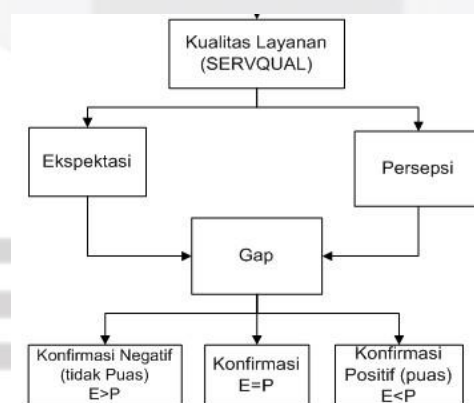 Kualitas Layanan
(SERVQUAL)
Ekspektasi
Persepsi
Gap
Konfirmasi Negatif
(tidak Puas)
E>P
Konfirmasi
E=P
Konfirmasi
Positif (puas)
E<P